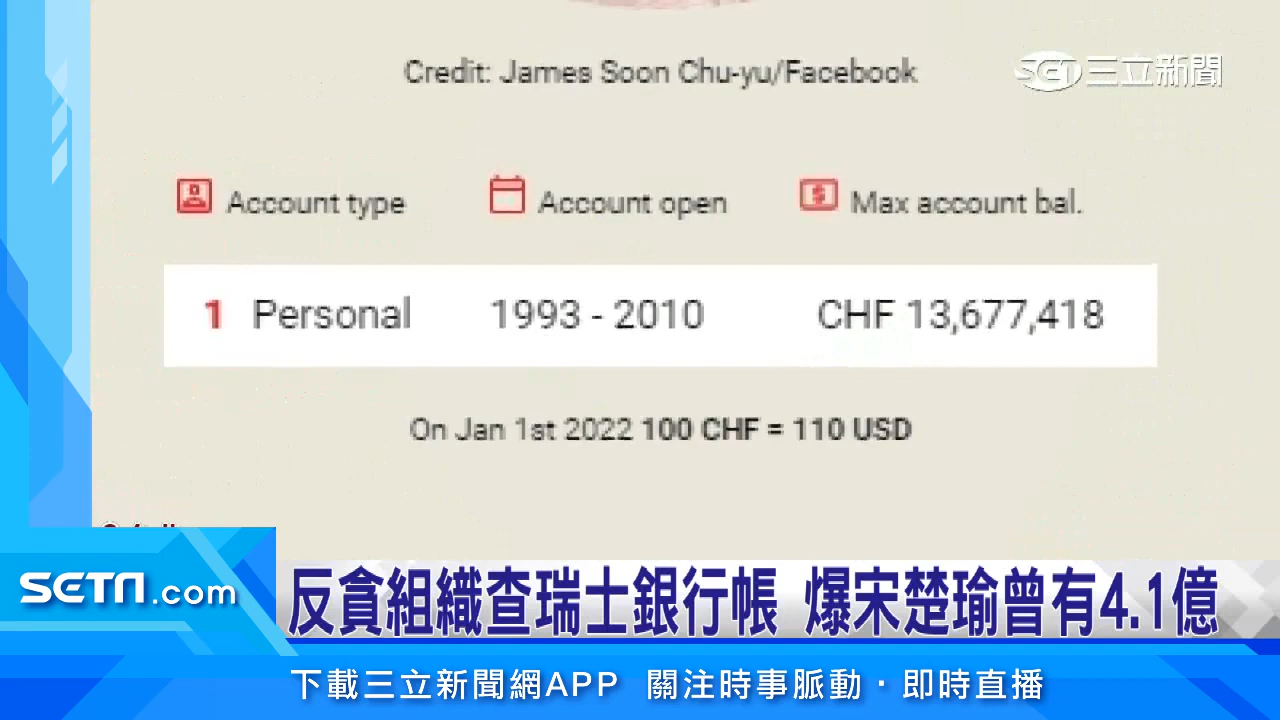 Credit: James Soon Chu-yu/Facebook
SET三立新聞
Account type
Account open
Max account bal.
1 Personal 1993 - 2010 CHF 13,677,418
On Jan 1st 2022 100 CHF = 110 USD
SETN.com
反貪組織查瑞士銀行帳 爆宋楚瑜曾有4.1億
下載三立新聞網APP 關注時事脈動・即時直播